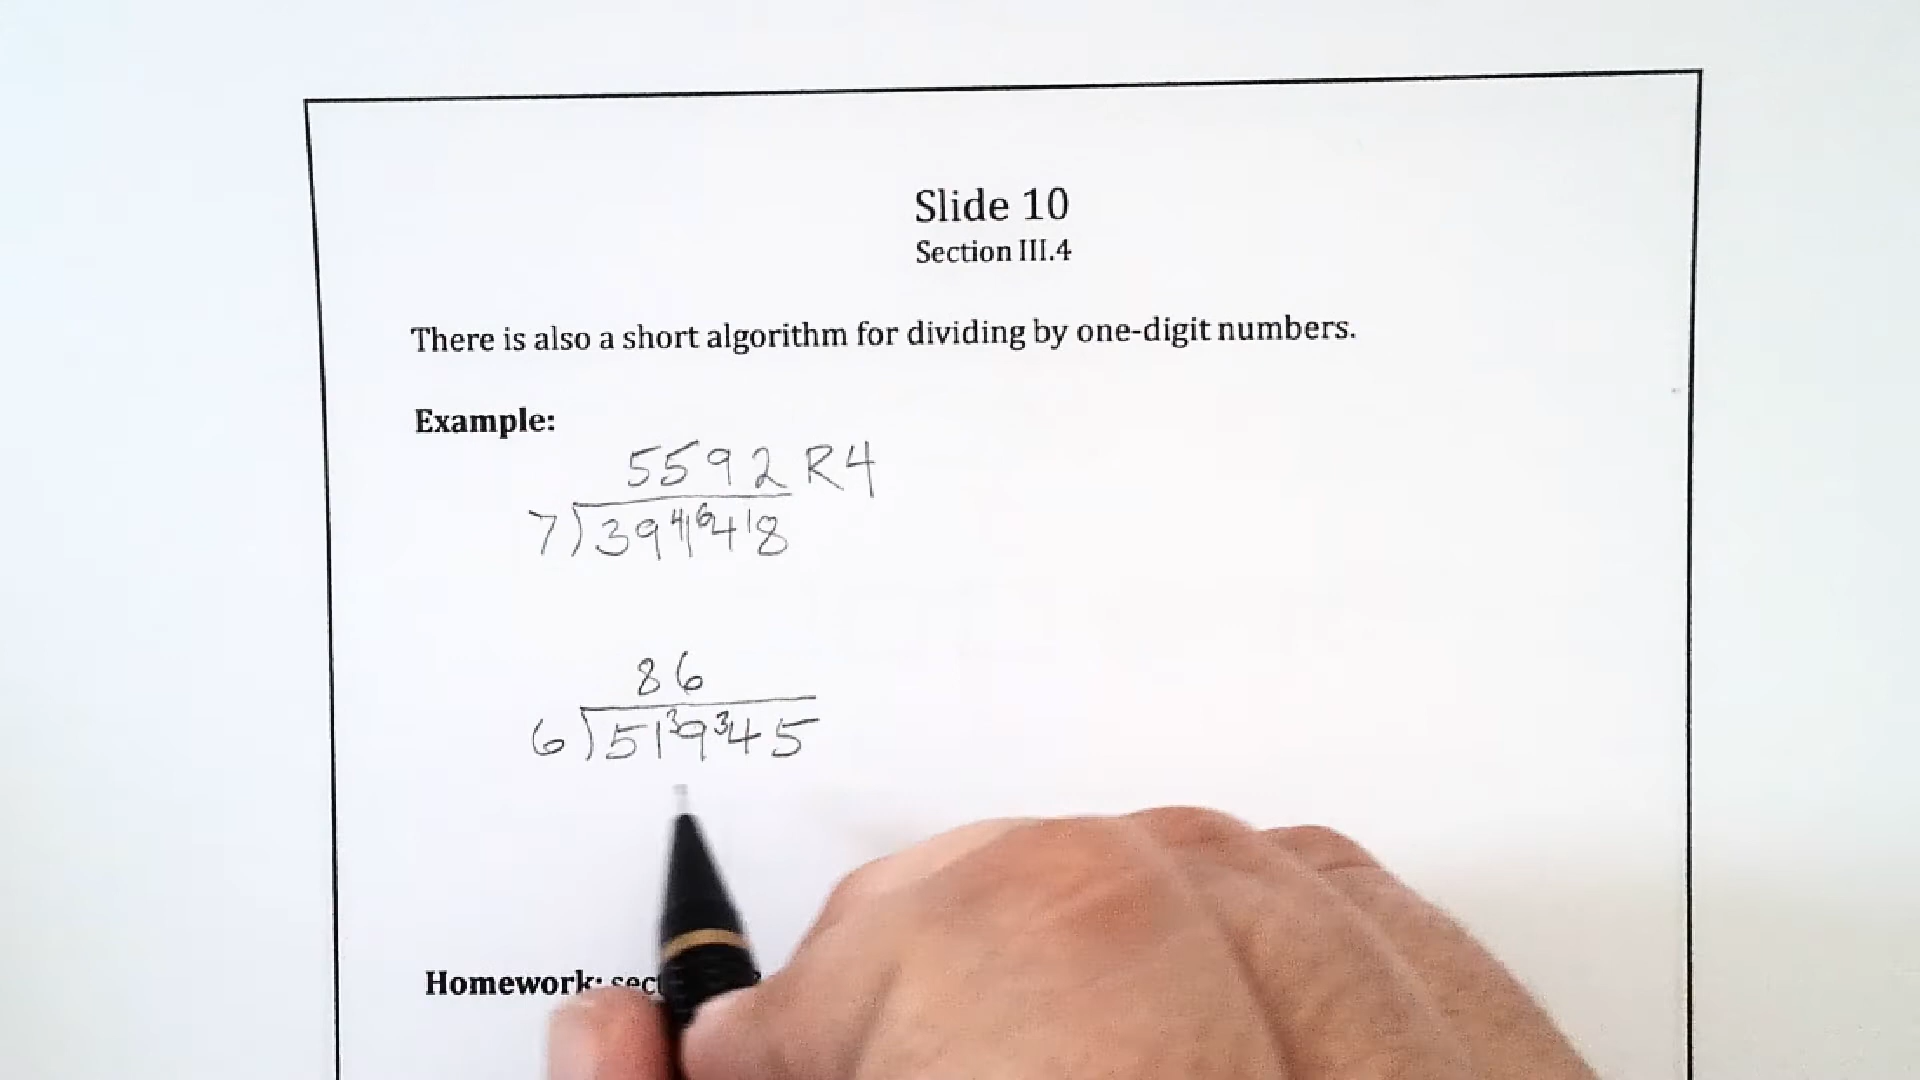 Slide 10
Section III.4
There is also a short algorithm for dividing by one-digit numbers.
Example:
5592 R4
7)39⁴1⁶4¹8
86
6)51³9³45
Homework: